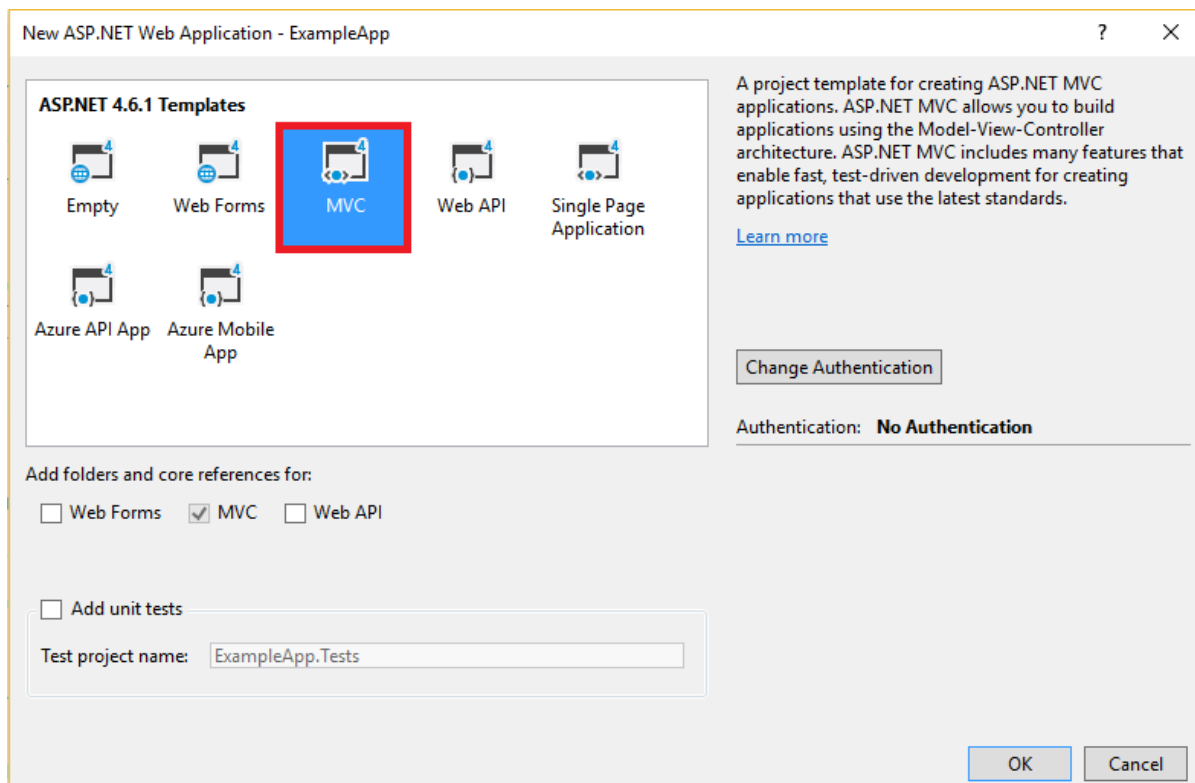 New ASP.NET Web Application - ExampleApp
?
ASP.NET 4.6.1 Templates
4
Empty
4
Web Forms
4
MVC
4
Web API
4
Single Page
Application
4
Azure API App
4
Azure Mobile
App
A project template for creating ASP.NET MVC
applications. ASP.NET MVC allows you to build
applications using the Model-View-Controller
architecture. ASP.NET MVC includes many features that
enable fast, test-driven development for creating
applications that use the latest standards.
Learn more
Change Authentication
Authentication: No Authentication
Add folders and core references for:
Web Forms MVC Web API
Add unit tests
Test project name: ExampleApp.Tests
OK Cancel